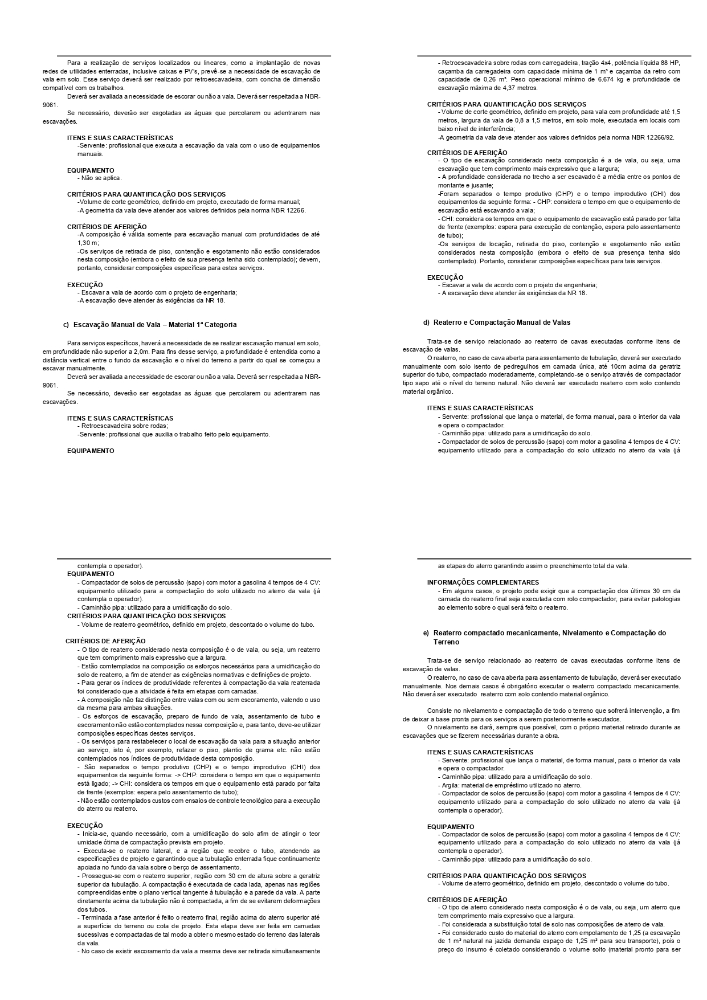 Para a realização de serviços localizados ou lineares, como a implantação de novas
redes de utilidades enterradas, inclusive caixas e PV's, prevê-se a necessidade de escavação de
vala em solo. Esse serviço deverá ser realizado por retroescavadeira, com concha de dimensão
compatível com os trabalhos.
Deverá ser avaliada a necessidade de escorar ou não a vala. Deverá ser respeitada a NBR-
9061.
Se necessário, deverão ser esgotadas as águas que percolarem ou adentrarem nas
escavações.
ITENS E SUAS CARACTERÍSTICAS
-Servente: profissional que executa a escavação da vala com o uso de equipamentos
manuais.
EQUIPAMENTO
- Não se aplica.
CRITÉRIOS PARA QUANTIFICAÇÃO DOS SERVIÇOS
-Volume de corte geométrico, definido em projeto, executado de forma manual;
-A geometria da vala deve atender aos valores definidos pela norma NBR 12266.
CRITÉRIOS DE AFERIÇÃO
-A composição é válida somente para escavação manual com profundidades de até
1,30 m;
-Os serviços de retirada de piso, contenção e esgotamento não estão considerados
nesta composição (embora o efeito de sua presença tenha sido contemplado); devem,
portanto, considerar composições específicas para estes serviços.
EXECUÇÃO
- Escavar a vala de acordo com o projeto de engenharia;
-A escavação deve atender às exigências da NR 18.
c) Escavação Manual de Vala – Material 1ª Categoria
Para serviços específicos, haverá a necessidade de se realizar escavação manual em solo,
em profundidade não superior a 2,0m. Para fins desse serviço, a profundidade é entendida como a
distância vertical entre o fundo da escavação e o nível do terreno a partir do qual se começou a
escavar manualmente.
Deverá ser avaliada a necessidade de escorar ou não a vala. Deverá ser respeitada a NBR-
9061.
Se necessário, deverão ser esgotadas as águas que percolarem ou adentrarem nas
escavações.
ITENS E SUAS CARACTERÍSTICAS
- Retroescavadeira sobre rodas;
-Servente: profissional que auxilia o trabalho feito pelo equipamento.
EQUIPAMENTO
- Retroescavadeira sobre rodas com carregadeira, tração 4x4, potência líquida 88 HP,
caçamba da carregadeira com capacidade mínima de 1 m³ e caçamba da retro com
capacidade de 0,26 m³. Peso operacional mínimo de 6.674 kg e profundidade de
escavação máxima de 4,37 metros.
CRITÉRIOS PARA QUANTIFICAÇÃO DOS SERVIÇOS
- Volume de corte geométrico, definido em projeto, para vala com profundidade até 1,5
metros, largura da vala de 0,8 a 1,5 metros, em solo mole, executada em locais com
baixo nível de interferência;
-A geometria da vala deve atender aos valores definidos pela norma NBR 12266/92.
CRITÉRIOS DE AFERIÇÃO
- O tipo de escavação considerado nesta composição é a de vala, ou seja, uma
escavação que tem comprimento mais expressivo que a largura;
- A profundidade considerada no trecho a ser escavado é a média entre os pontos de
montante e jusante;
-Foram separados o tempo produtivo (CHP) e o tempo improdutivo (CHI) dos
equipamentos da seguinte forma: - CHP: considera o tempo em que o equipamento de
escavação está escavando a vala;
- CHI: considera os tempos em que o equipamento de escavação está parado por falta
de frente (exemplos: espera para execução de contenção, espera pelo assentamento
de tubo);
-Os serviços de locação, retirada do piso, contenção e esgotamento não estão
considerados nesta composição (embora o efeito de sua presença tenha sido
contemplado). Portanto, considerar composições específicas para tais serviços.
EXECUÇÃO
- Escavar a vala de acordo com o projeto de engenharia;
- A escavação deve atender às exigências da NR 18.
d) Reaterro e Compactação Manual de Valas
Trata-se de serviço relacionado ao reaterro de cavas executadas conforme itens de
escavação de valas.
O reaterro, no caso de cava aberta para assentamento de tubulação, deverá ser executado
manualmente com solo isento de pedregulhos em camada única, até 10cm acima da geratriz
superior do tubo, compactado moderadamente, completando-se o serviço através de compactador
tipo sapo até o nível do terreno natural. Não deverá ser executado reaterro com solo contendo
material orgânico.
ITENS E SUAS CARACTERÍSTICAS
- Servente: profissional que lança o material, de forma manual, para o interior da vala
e opera o compactador.
- Caminhão pipa: utilizado para a umidificação do solo.
- Compactador de solos de percussão (sapo) com motor a gasolina 4 tempos de 4 CV:
equipamento utilizado para a compactação do solo utilizado no aterro da vala (já
contempla o operador).
EQUIPAMENTO
- Compactador de solos de percussão (sapo) com motor a gasolina 4 tempos de 4 CV:
equipamento utilizado para a compactação do solo utilizado no aterro da vala (já
contempla o operador).
- Caminhão pipa: utilizado para a umidificação do solo.
CRITÉRIOS PARA QUANTIFICAÇÃO DOS SERVIÇOS
- Volume de reaterro geométrico, definido em projeto, descontado o volume do tubo.
CRITÉRIOS DE AFERIÇÃO
- O tipo de reaterro considerado nesta composição é o de vala, ou seja, um reaterro
que tem comprimento mais expressivo que a largura.
- Estão comtemplados na composição os esforços necessários para a umidificação do
solo de reaterro, a fim de atender as exigências normativas e definições de projeto.
- Para gerar os índices de produtividade referentes à compactação da vala reaterrada
foi considerado que a atividade é feita em etapas com camadas.
- A composição não faz distinção entre valas com ou sem escoramento, valendo o uso
da mesma para ambas situações.
- Os esforços de escavação, preparo de fundo de vala, assentamento de tubo e
escoramento não estão contemplados nessa composição e, para tanto, deve-se utilizar
composições específicas destes serviços.
- Os serviços para restabelecer o local de escavação da vala para a situação anterior
ao serviço, isto é, por exemplo, refazer o piso, plantio de grama etc. não estão
contemplados nos índices de produtividade desta composição.
- São separados o tempo produtivo (CHP) e o tempo improdutivo (CHI) dos
equipamentos da seguinte forma: -> CHP: considera o tempo em que o equipamento
está ligado; -> CHI: considera os tempos em que o equipamento está parado por falta
de frente (exemplos: espera pelo assentamento de tubo);
- Não estão contemplados custos com ensaios de controle tecnológico para a execução
do aterro ou reaterro.
EXECUÇÃO
- Inicia-se, quando necessário, com a umidificação do solo afim de atingir o teor
umidade ótima de compactação prevista em projeto.
- Executa-se o reaterro lateral, e a região que recobre o tubo, atendendo as
especificações de projeto e garantindo que a tubulação enterrada fique continuamente
apoiada no fundo da vala sobre o berço de assentamento.
- Prossegue-se com o reaterro superior, região com 30 cm de altura sobre a geratriz
superior da tubulação. A compactação é executada de cada lada, apenas nas regiões
compreendidas entre o plano vertical tangente à tubulação e a parede da vala. A parte
diretamente acima da tubulação não é compactada, a fim de se evitarem deformações
dos tubos.
- Terminada a fase anterior é feito o reaterro final, região acima do aterro superior até
a superfície do terreno ou cota de projeto. Esta etapa deve ser feita em camadas
sucessivas e compactadas de tal modo a obter o mesmo estado do terreno das laterais
da vala.
- No caso de existir escoramento da vala a mesma deve ser retirada simultaneamente
as etapas do aterro garantindo assim o preenchimento total da vala.
INFORMAÇÕES COMPLEMENTARES
- Em alguns casos, o projeto pode exigir que a compactação dos últimos 30 cm da
camada do reaterro final seja executada com rolo compactador, para evitar patologias
ao elemento sobre o qual será feito o reaterro.
e) Reaterro compactado mecanicamente, Nivelamento e Compactação do
Terreno
Trata-se de serviço relacionado ao reaterro de cavas executadas conforme itens de
escavação de valas.
O reaterro, no caso de cava aberta para assentamento de tubulação, deverá ser executado
manualmente. Nos demais casos é obrigatório executar o reaterro compactado mecanicamente.
Não deverá ser executado reaterro com solo contendo material orgânico.
Consiste no nivelamento e compactação de todo o terreno que sofrerá intervenção, a fim
de deixar a base pronta para os serviços a serem posteriormente executados.
O nivelamento se dará, sempre que possível, com o próprio material retirado durante as
escavações que se fizerem necessárias durante a obra.
ITENS E SUAS CARACTERÍSTICAS
- Servente: profissional que lança o material, de forma manual, para o interior da vala
e opera o compactador.
- Caminhão pipa: utilizado para a umidificação do solo.
- Argila: material de empréstimo utilizado no aterro.
- Compactador de solos de percussão (sapo) com motor a gasolina 4 tempos de 4 CV:
equipamento utilizado para a compactação do solo utilizado no aterro da vala (já
contempla o operador).
EQUIPAMENTO
- Compactador de solos de percussão (sapo) com motor a gasolina 4 tempos de 4 CV:
equipamento utilizado para a compactação do solo utilizado no aterro da vala (já
contempla o operador).
- Caminhão pipa: utilizado para a umidificação do solo.
CRITÉRIOS PARA QUANTIFICAÇÃO DOS SERVIÇOS
- Volume de aterro geométrico, definido em projeto, descontado o volume do tubo.
CRITÉRIOS DE AFERIÇÃO
- O tipo de aterro considerado nesta composição é o de vala, ou seja, um aterro que
tem comprimento mais expressivo que a largura.
- Foi considerada a substituição total de solo nas composições de aterro de vala.
- Foi considerado custo do material do aterro com empolamento de 1,25 (a escavação
de 1 m³ natural na jazida demanda espaço de 1,25 m³ para seu transporte), pois o
preço do insumo é coletado considerando o volume solto (material pronto para ser